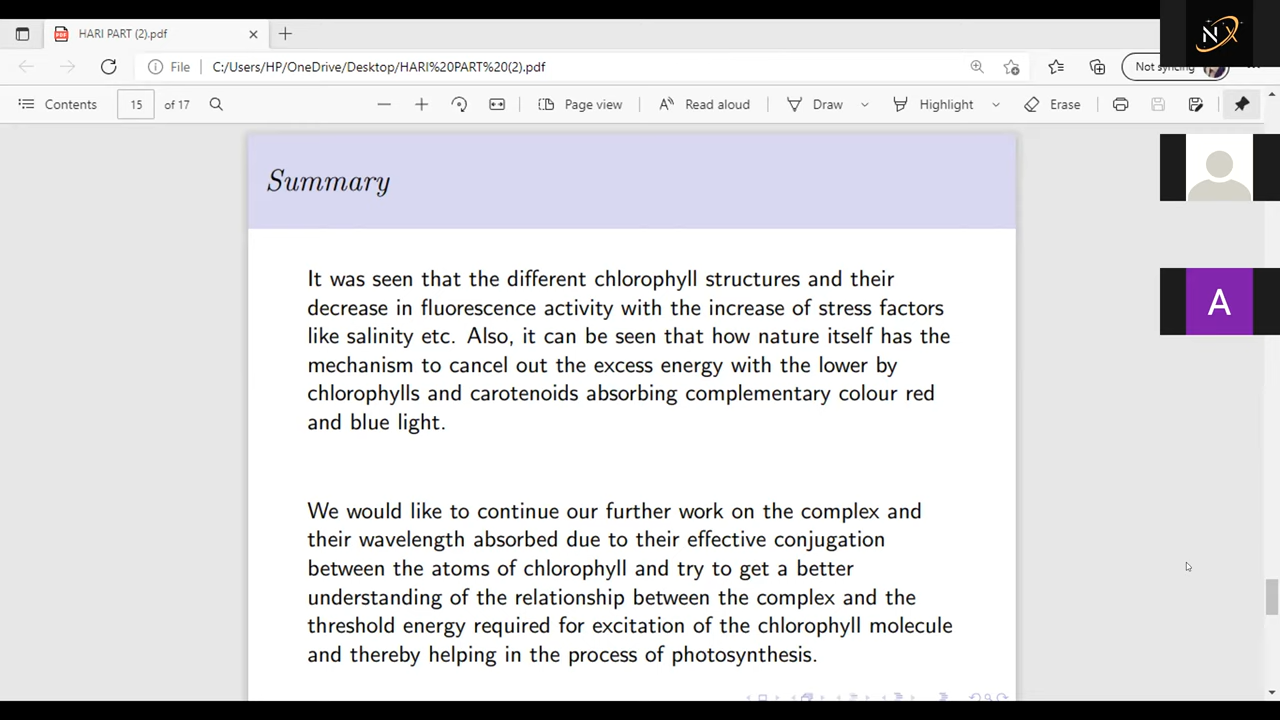 HARI PART (2).pdf
NX
File C:/Users/HP/OneDrive/Desktop/HARI%20PART%20(2).pdf
Not syncing
Contents 15 of 17 Page view Read aloud Draw Highlight Erase
Summary
It was seen that the different chlorophyll structures and their
decrease in fluorescence activity with the increase of stress factors
like salinity etc. Also, it can be seen that how nature itself has the
mechanism to cancel out the excess energy with the lower by
chlorophylls and carotenoids absorbing complementary colour red
and blue light.
We would like to continue our further work on the complex and
their wavelength absorbed due to their effective conjugation
between the atoms of chlorophyll and try to get a better
understanding of the relationship between the complex and the
threshold energy required for excitation of the chlorophyll molecule
and thereby helping in the process of photosynthesis.
A